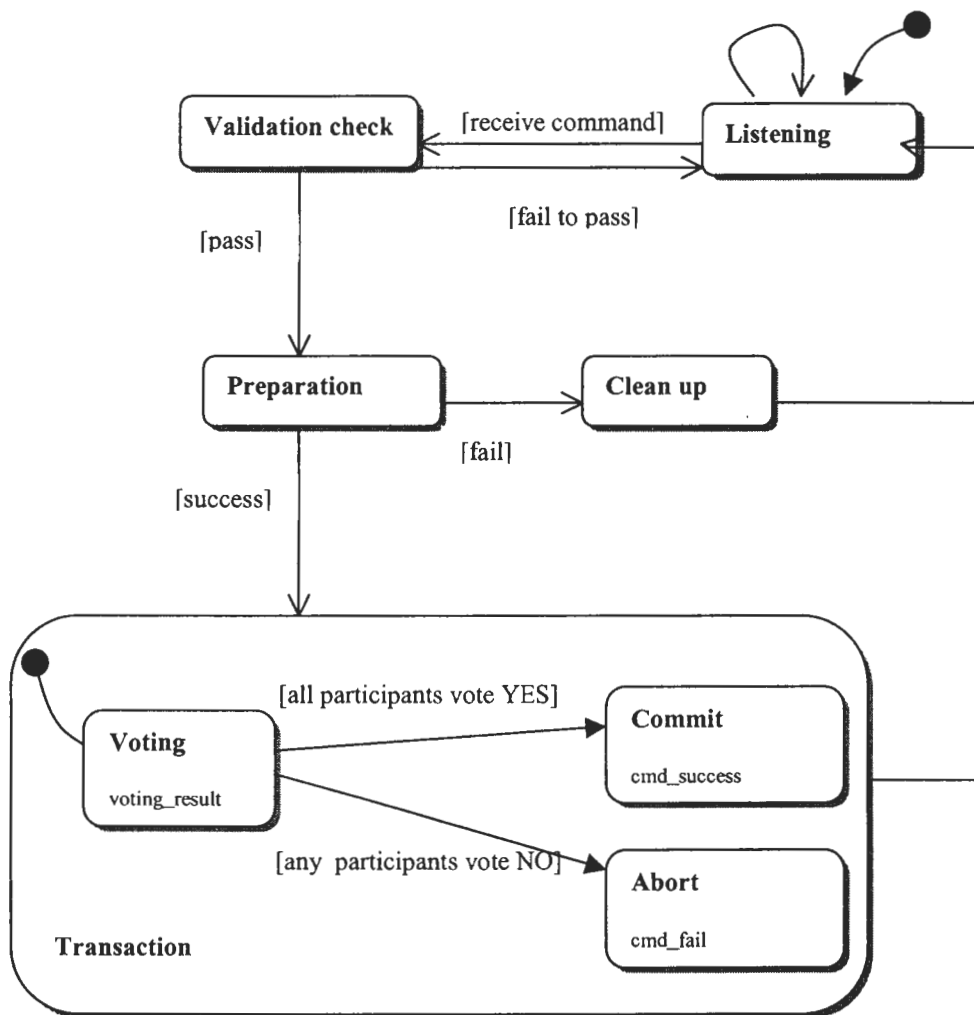 Validation check
[receive command]
Listening
[fail to pass]
[pass]
Preparation
Clean up
[fail]
[success]
[all participants vote YES]
Commit
cmd_success
Voting
voting_result
[any participants vote NO]
Abort
cmd_fail
Transaction